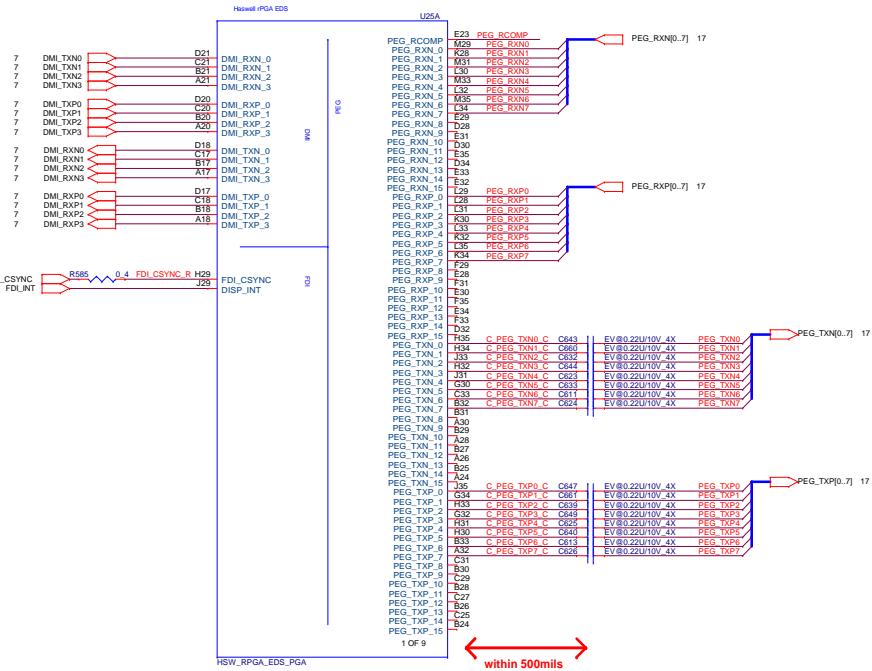 Haswell rPGA EDS
U25A
PEG
DMI
FDI
7 DMI_TXN0 D21 DMI_RXN_0
7 DMI_TXN1 C21 DMI_RXN_1
7 DMI_TXN2 B21 DMI_RXN_2
7 DMI_TXN3 A21 DMI_RXN_3
7 DMI_TXP0 D20 DMI_RXP_0
7 DMI_TXP1 C20 DMI_RXP_1
7 DMI_TXP2 B20 DMI_RXP_2
7 DMI_TXP3 A20 DMI_RXP_3
7 DMI_RXN0 D18 DMI_TXN_0
7 DMI_RXN1 C17 DMI_TXN_1
7 DMI_RXN2 B17 DMI_TXN_2
7 DMI_RXN3 A17 DMI_TXN_3
7 DMI_RXP0 D17 DMI_TXP_0
7 DMI_RXP1 C18 DMI_TXP_1
7 DMI_RXP2 B18 DMI_TXP_2
7 DMI_RXP3 A18 DMI_TXP_3
_CSYNC R585 0_4 FDI_CSYNC_R H29 FDI_CSYNC
FDI_INT J29 DISP_INT
PEG_RCOMP E23 PEG_RCOMP
PEG_RXN_0 M29 PEG_RXN0
PEG_RXN_1 K28 PEG_RXN1
PEG_RXN_2 M31 PEG_RXN2
PEG_RXN_3 L30 PEG_RXN3
PEG_RXN_4 M33 PEG_RXN4
PEG_RXN_5 L32 PEG_RXN5
PEG_RXN_6 M35 PEG_RXN6
PEG_RXN_7 L34 PEG_RXN7
PEG_RXN_8 E29
PEG_RXN_9 D28
PEG_RXN_10 E31
PEG_RXN_11 D30
PEG_RXN_12 E35
PEG_RXN_13 D34
PEG_RXN_14 E33
PEG_RXN_15 E32
PEG_RXN[0..7] 17
PEG_RXP_0 L29 PEG_RXP0
PEG_RXP_1 L28 PEG_RXP1
PEG_RXP_2 L31 PEG_RXP2
PEG_RXP_3 K30 PEG_RXP3
PEG_RXP_4 L33 PEG_RXP4
PEG_RXP_5 K32 PEG_RXP5
PEG_RXP_6 L35 PEG_RXP6
PEG_RXP_7 K34 PEG_RXP7
PEG_RXP_8 F29
PEG_RXP_9 E28
PEG_RXP_10 F31
PEG_RXP_11 E30
PEG_RXP_12 F35
PEG_RXP_13 E34
PEG_RXP_14 F33
PEG_RXP_15 D32
PEG_RXP[0..7] 17
PEG_TXN_0 H35 C_PEG_TXN0_C C643 EV@0.22U/10V_4X PEG_TXN0
PEG_TXN_1 H34 C_PEG_TXN1_C C660 EV@0.22U/10V_4X PEG_TXN1
PEG_TXN_2 J33 C_PEG_TXN2_C C632 EV@0.22U/10V_4X PEG_TXN2
PEG_TXN_3 H32 C_PEG_TXN3_C C644 EV@0.22U/10V_4X PEG_TXN3
PEG_TXN_4 J31 C_PEG_TXN4_C C623 EV@0.22U/10V_4X PEG_TXN4
PEG_TXN_5 G30 C_PEG_TXN5_C C633 EV@0.22U/10V_4X PEG_TXN5
PEG_TXN_6 C33 C_PEG_TXN6_C C611 EV@0.22U/10V_4X PEG_TXN6
PEG_TXN_7 B32 C_PEG_TXN7_C C624 EV@0.22U/10V_4X PEG_TXN7
PEG_TXN_8 B31
PEG_TXN_9 A30
PEG_TXN_10 B29
PEG_TXN_11 A28
PEG_TXN_12 B27
PEG_TXN_13 A26
PEG_TXN_14 B25
PEG_TXN_15 A24
PEG_TXN[0..7] 17
PEG_TXP_0 J35 C_PEG_TXP0_C C647 EV@0.22U/10V_4X PEG_TXP0
PEG_TXP_1 G34 C_PEG_TXP1_C C661 EV@0.22U/10V_4X PEG_TXP1
PEG_TXP_2 H33 C_PEG_TXP2_C C639 EV@0.22U/10V_4X PEG_TXP2
PEG_TXP_3 G32 C_PEG_TXP3_C C649 EV@0.22U/10V_4X PEG_TXP3
PEG_TXP_4 H31 C_PEG_TXP4_C C625 EV@0.22U/10V_4X PEG_TXP4
PEG_TXP_5 H30 C_PEG_TXP5_C C640 EV@0.22U/10V_4X PEG_TXP5
PEG_TXP_6 B33 C_PEG_TXP6_C C613 EV@0.22U/10V_4X PEG_TXP6
PEG_TXP_7 A32 C_PEG_TXP7_C C626 EV@0.22U/10V_4X PEG_TXP7
PEG_TXP_8 C31
PEG_TXP_9 B30
PEG_TXP_10 C29
PEG_TXP_11 B28
PEG_TXP_12 C27
PEG_TXP_13 B26
PEG_TXP_14 C25
PEG_TXP_15 B24
PEG_TXP[0..7] 17
1 OF 9
HSW_RPGA_EDS_PGA
within 500mils